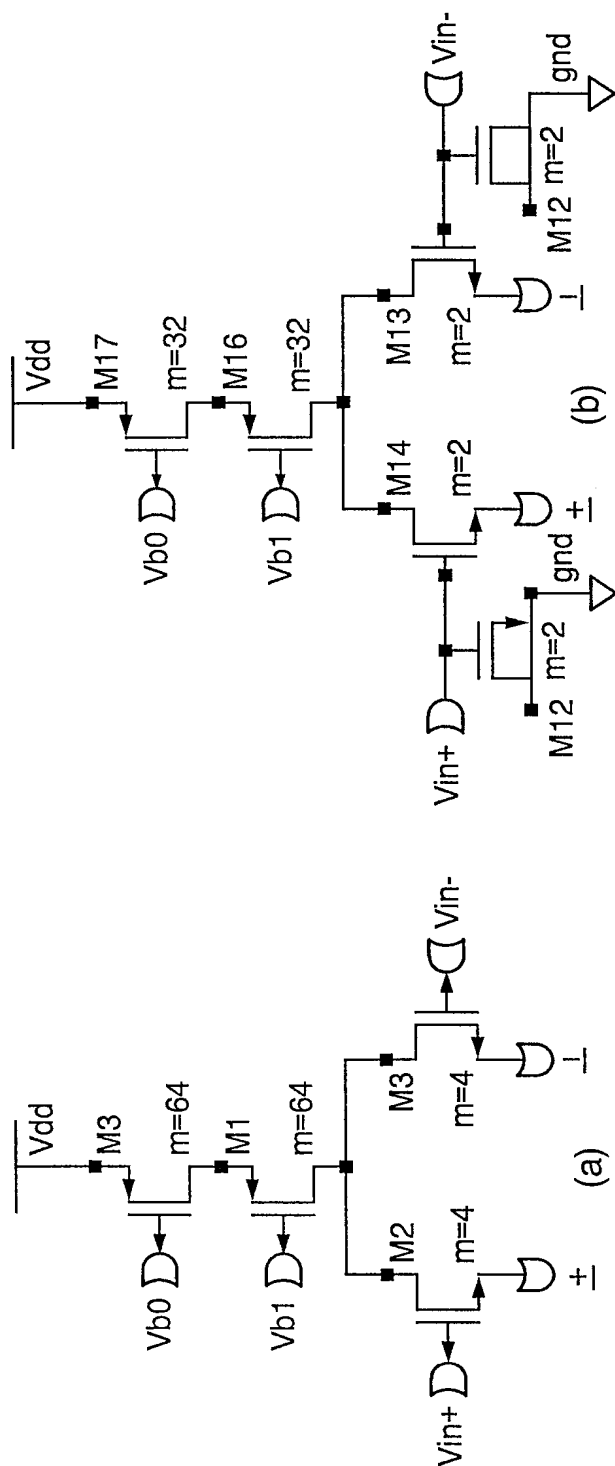 Vdd
M3
Vb0
m=64
M1
Vb1
m=64
M2
M3
Vin+
m=4
m=4
Vin-
+I
-I
(a)
Vdd
M17
Vb0
m=32
M16
Vb1
m=32
M14
M13
Vin+
m=2
m=2
Vin-
M12
m=2
gnd
+I
-I
M12
m=2
gnd
(b)